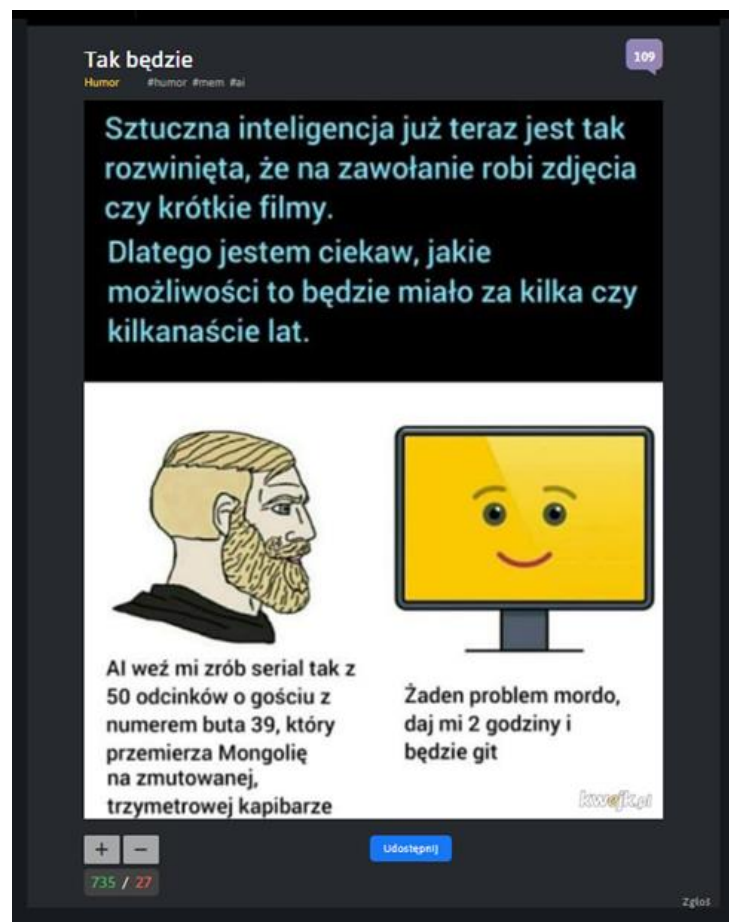 Tak będzie
109
Humor #humor #mem #ai
Sztuczna inteligencja już teraz jest tak
rozwinięta, że na zawołanie robi zdjęcia
czy krótkie filmy.
Dlatego jestem ciekaw, jakie
możliwości to będzie miało za kilka czy
kilkanaście lat.
AI weź mi zrób serial tak z
50 odcinków o gościu z
numerem buta 39, który
przemierza Mongolię
na zmutowanej,
trzymetrowej kapibarze
Żaden problem mordo,
daj mi 2 godziny i
będzie git
kwejk.pl
+ −
Udostępnij
735 / 27
Zgłoś